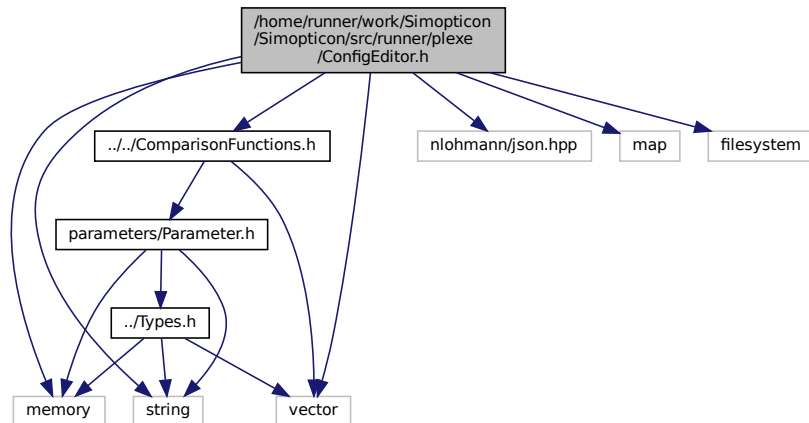 /home/runner/work/Simopticon
/Simopticon/src/runner/plexe
/ConfigEditor.h
../../ComparisonFunctions.h
nlohmann/json.hpp
map
filesystem
parameters/Parameter.h
../Types.h
memory
string
vector